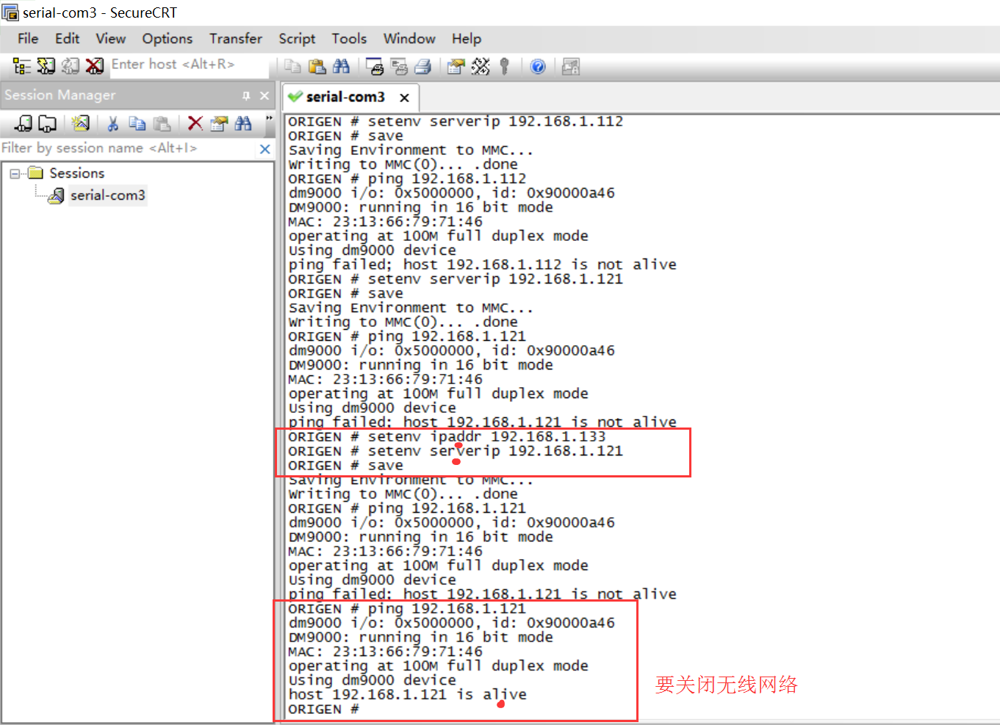 serial-com3 - SecureCRT
File Edit View Options Transfer Script Tools Window Help
Enter host <Alt+R>
Session Manager
serial-com3
Filter by session name <Alt+I>
Sessions
serial-com3
ORIGEN # setenv serverip 192.168.1.112
ORIGEN # save
Saving Environment to MMC...
Writing to MMC(0)... .done
ORIGEN # ping 192.168.1.112
dm9000 i/o: 0x5000000, id: 0x90000a46
DM9000: running in 16 bit mode
MAC: 23:13:66:79:71:46
operating at 100M full duplex mode
Using dm9000 device
ping failed; host 192.168.1.112 is not alive
ORIGEN # setenv serverip 192.168.1.121
ORIGEN # save
Saving Environment to MMC...
Writing to MMC(0)... .done
ORIGEN # ping 192.168.1.121
dm9000 i/o: 0x5000000, id: 0x90000a46
DM9000: running in 16 bit mode
MAC: 23:13:66:79:71:46
operating at 100M full duplex mode
Using dm9000 device
ping failed; host 192.168.1.121 is not alive
ORIGEN # setenv ipaddr 192.168.1.133
ORIGEN # setenv serverip 192.168.1.121
ORIGEN # save
Saving Environment to MMC...
Writing to MMC(0)... .done
ORIGEN # ping 192.168.1.121
dm9000 i/o: 0x5000000, id: 0x90000a46
DM9000: running in 16 bit mode
MAC: 23:13:66:79:71:46
operating at 100M full duplex mode
Using dm9000 device
ping failed; host 192.168.1.121 is not alive
ORIGEN # ping 192.168.1.121
dm9000 i/o: 0x5000000, id: 0x90000a46
DM9000: running in 16 bit mode
MAC: 23:13:66:79:71:46
operating at 100M full duplex mode
Using dm9000 device
host 192.168.1.121 is alive
ORIGEN #
要关闭无线网络